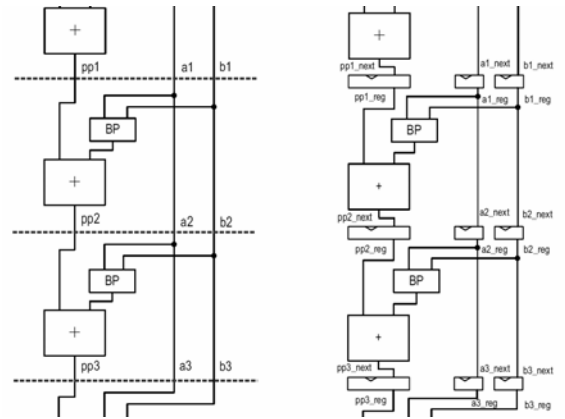 + +
pp1 a1 b1 pp1_next a1_next b1_next
pp1_reg a1_reg b1_reg
BP BP
+ +
pp2 a2 b2 pp2_next a2_next b2_next
pp2_reg a2_reg b2_reg
BP BP
+ +
pp3 a3 b3 pp3_next a3_next b3_next
pp3_reg a3_reg b3_reg